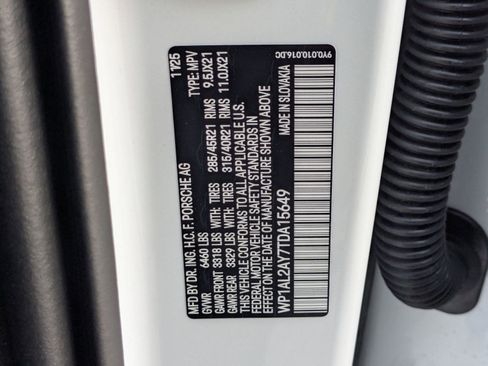 MFD BY DR. ING. H.C. F. PORSCHE AG 11/25
GVWR 6460 LBS TYPE: MPV
GAWR FRONT 3318 LBS WITH TIRES 285/45R21 RIMS 9.5JX21
GAWR REAR 3329 LBS WITH TIRES 315/40R21 RIMS 11.0JX21
THIS VEHICLE CONFORMS TO ALL APPLICABLE U.S.
FEDERAL MOTOR VEHICLE SAFETY STANDARDS
IN EFFECT ON DATE OF MANUFACTURE SHOWN ABOVE
WP1AL2AY7TDA15649 MADE IN SLOVAKIA
9Y0.010.016.DC